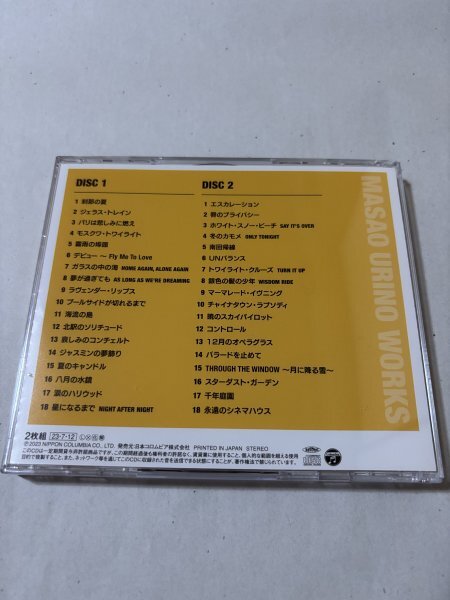 DISC 1
1 刹那の夏
2 ジェラス・トレイン
3 パリは悲しみに燃え
4 モスクワ・トワイライト
5 霧雨の埠頭
6 デビュー 〜 Fly Me To Love
7 ガラスの中の海 HOME AGAIN, ALONE AGAIN
8 夢が過ぎても AS LONG AS WE'RE DREAMING
9 ラヴェンダー・リップス
10 プールサイドが切れるまで
11 海流の島
12 北駅のソリチュード
13 哀しみのコンチェルト
14 ジャスミンの夢飾り
15 夏のキャンドル
16 八月の水鏡
17 涙のハリウッド
18 星になるまで NIGHT AFTER NIGHT
DISC 2
1 エスカレーション
2 唇のプライバシー
3 ホワイト・スノー・ビーチ SAY IT'S OVER
4 冬のカモメ ONLY TONIGHT
5 南回帰線
6 UNバランス
7 トワイライト・クルーズ TURN IT UP
8 銀色の髪の少年 WISDOM RIDE
9 マーマレード・イヴニング
10 チャイナタウン・ラプソディ
11 暁のスカイパイロット
12 コントロール
13 12月のオペラグラス
14 バラードを止めて
15 THROUGH THE WINDOW 〜月に降る雪〜
16 スターダスト・ガーデン
17 千年庭園
18 永遠のシネマハウス
MASAO URINO WORKS
2枚組 23・7・12
℗2023 NIPPON COLUMBIA CO., LTD. 発売元:日本コロムビア株式会社 PRINTED IN JAPAN STEREO